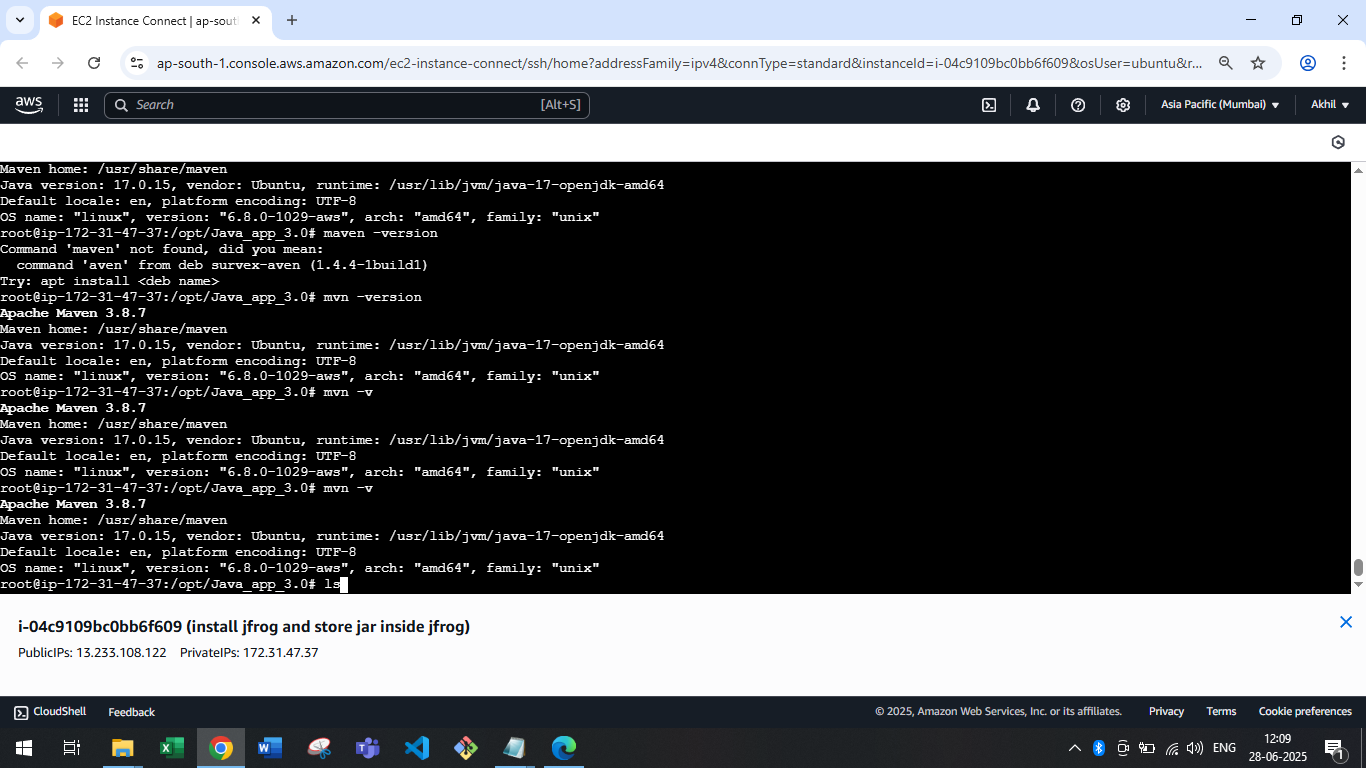 EC2 Instance Connect | ap-sout
ap-south-1.console.aws.amazon.com/ec2-instance-connect/ssh/home?addressFamily=ipv4&connType=standard&instanceId=i-04c9109bc0bb6f609&osUser=ubuntu&r...
aws Search [Alt+S] Asia Pacific (Mumbai) Akhil
Maven home: /usr/share/maven
Java version: 17.0.15, vendor: Ubuntu, runtime: /usr/lib/jvm/java-17-openjdk-amd64
Default locale: en, platform encoding: UTF-8
OS name: "linux", version: "6.8.0-1029-aws", arch: "amd64", family: "unix"
root@ip-172-31-47-37:/opt/Java_app_3.0# maven -version
Command 'maven' not found, did you mean:
  command 'aven' from deb survex-aven (1.4.4-1build1)
Try: apt install <deb name>
root@ip-172-31-47-37:/opt/Java_app_3.0# mvn -version
Apache Maven 3.8.7
Maven home: /usr/share/maven
Java version: 17.0.15, vendor: Ubuntu, runtime: /usr/lib/jvm/java-17-openjdk-amd64
Default locale: en, platform encoding: UTF-8
OS name: "linux", version: "6.8.0-1029-aws", arch: "amd64", family: "unix"
root@ip-172-31-47-37:/opt/Java_app_3.0# mvn -v
Apache Maven 3.8.7
Maven home: /usr/share/maven
Java version: 17.0.15, vendor: Ubuntu, runtime: /usr/lib/jvm/java-17-openjdk-amd64
Default locale: en, platform encoding: UTF-8
OS name: "linux", version: "6.8.0-1029-aws", arch: "amd64", family: "unix"
root@ip-172-31-47-37:/opt/Java_app_3.0# mvn -v
Apache Maven 3.8.7
Maven home: /usr/share/maven
Java version: 17.0.15, vendor: Ubuntu, runtime: /usr/lib/jvm/java-17-openjdk-amd64
Default locale: en, platform encoding: UTF-8
OS name: "linux", version: "6.8.0-1029-aws", arch: "amd64", family: "unix"
root@ip-172-31-47-37:/opt/Java_app_3.0# ls
i-04c9109bc0bb6f609 (install jfrog and store jar inside jfrog)
PublicIPs: 13.233.108.122 PrivateIPs: 172.31.47.37
CloudShell Feedback © 2025, Amazon Web Services, Inc. or its affiliates. Privacy Terms Cookie preferences
ENG 12:09
28-06-2025 1